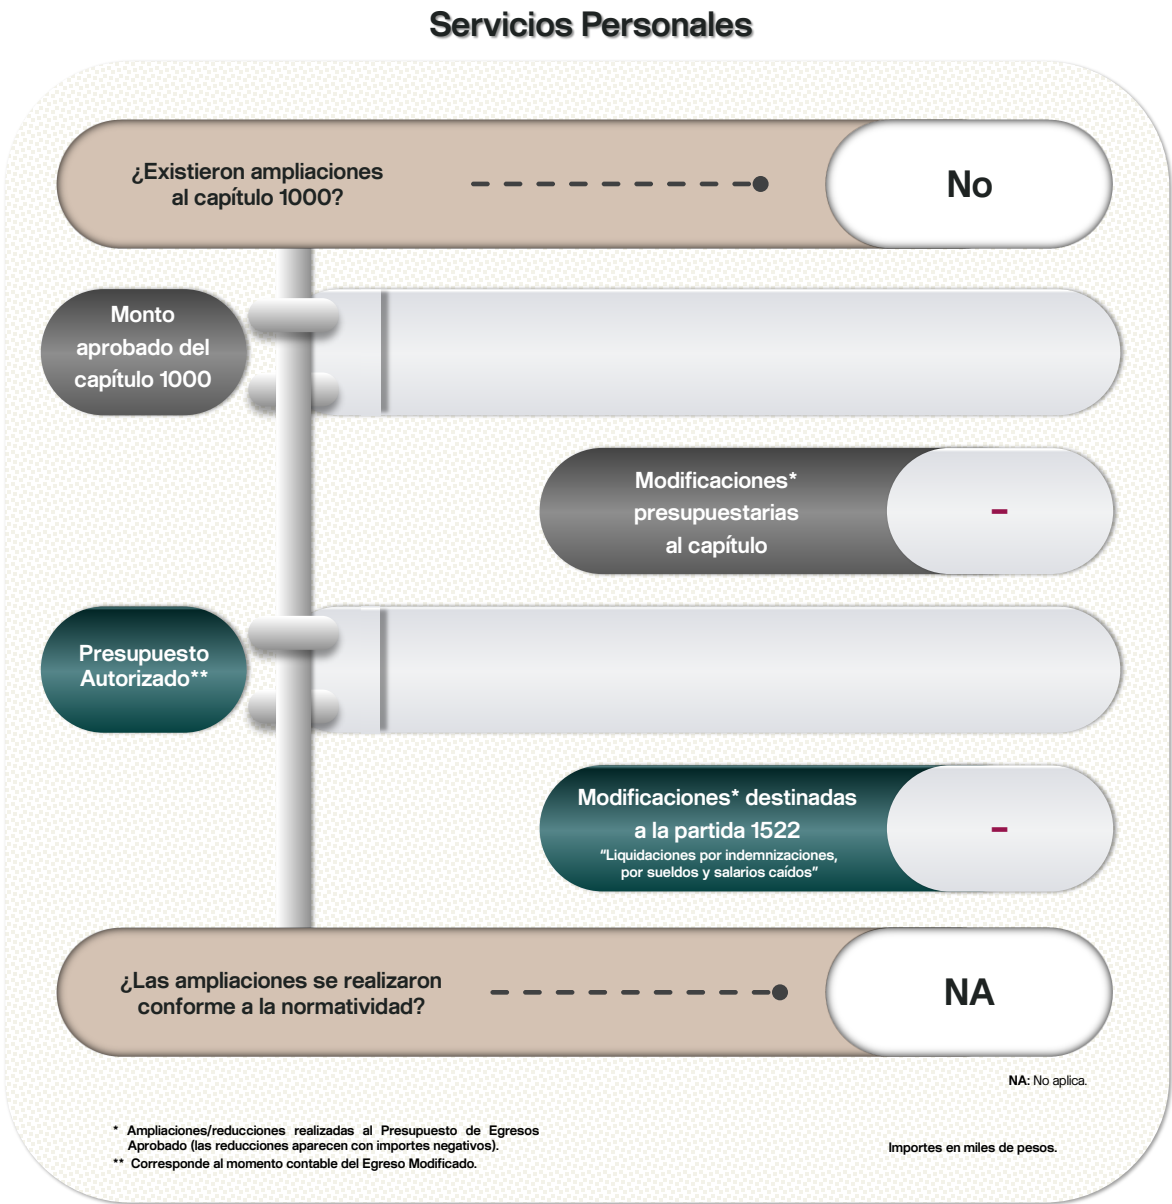 Servicios Personales
¿Existieron ampliaciones
al capítulo 1000?
No
Monto
aprobado del
capítulo 1000
Modificaciones*
presupuestarias
al capítulo
-
Presupuesto
Autorizado**
Modificaciones* destinadas
a la partida 1522
"Liquidaciones por indemnizaciones,
por sueldos y salarios caídos"
-
¿Las ampliaciones se realizaron
conforme a la normatividad?
NA
NA: No aplica.
* Ampliaciones/reducciones realizadas al Presupuesto de Egresos
Aprobado (las reducciones aparecen con importes negativos).
** Corresponde al momento contable del Egreso Modificado.
Importes en miles de pesos.